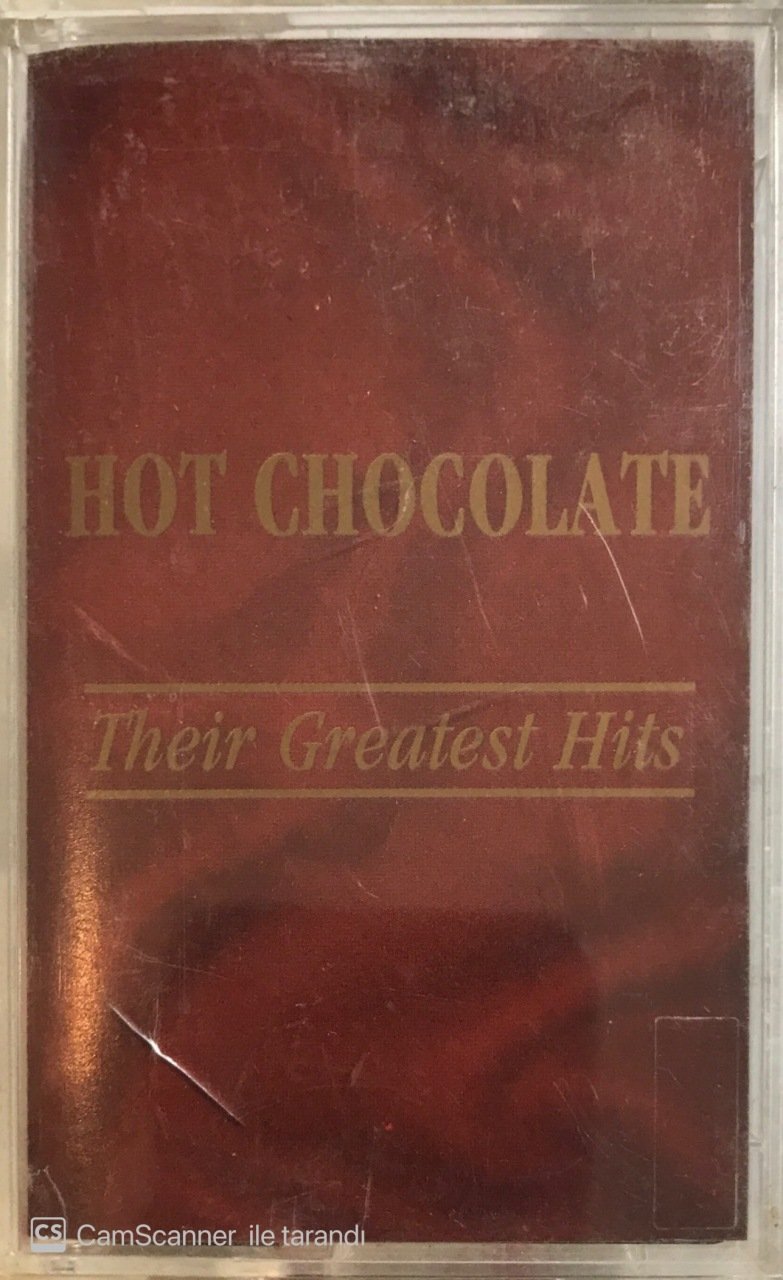 HOT CHOCOLATE
Their Greatest Hits
CS CamScanner ile tarandı